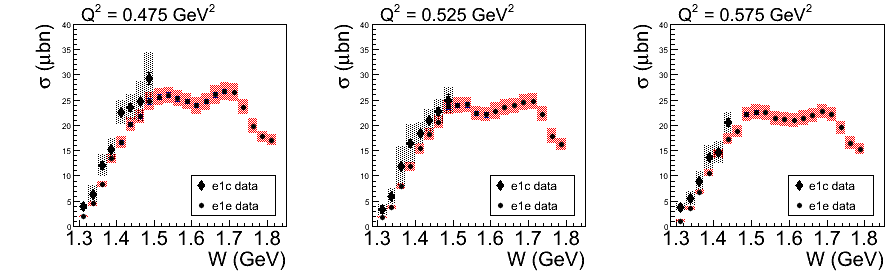 Q² = 0.475 GeV²
σ (μbn)
40
35
30
25
20
15
10
5
0
e1c data
e1e data
1.3 1.4 1.5 1.6 1.7 1.8
W (GeV)
Q² = 0.525 GeV²
σ (μbn)
40
35
30
25
20
15
10
5
0
e1c data
e1e data
1.3 1.4 1.5 1.6 1.7 1.8
W (GeV)
Q² = 0.575 GeV²
σ (μbn)
40
35
30
25
20
15
10
5
0
e1c data
e1e data
1.3 1.4 1.5 1.6 1.7 1.8
W (GeV)